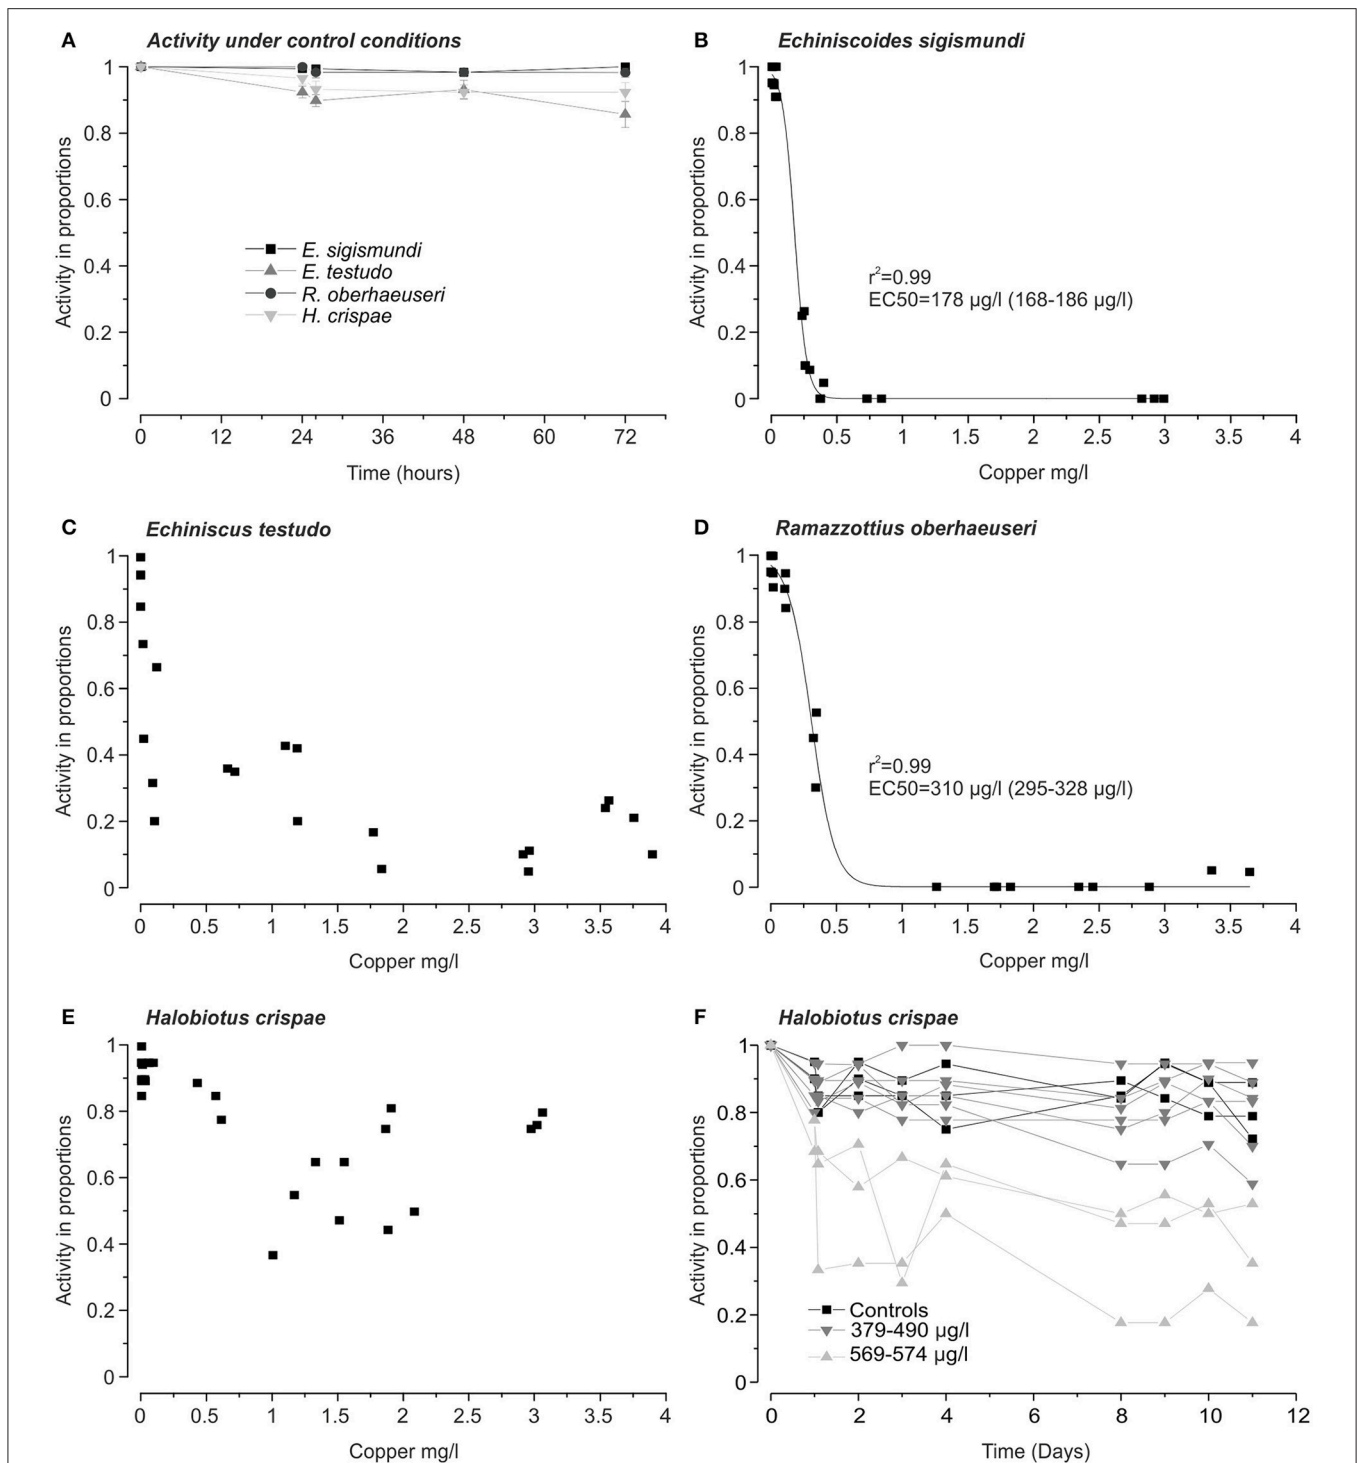 A Activity under control conditions
Activity in proportions
1
0.8
0.6
0.4
0.2
0
E. sigismundi
E. testudo
R. oberhaeuseri
H. crispae
0 12 24 36 48 60 72
Time (hours)
B Echiniscoides sigismundi
Activity in proportions
1
0.8
0.6
0.4
0.2
0
r²=0.99
EC50=178 µg/l (168-186 µg/l)
0 0.5 1 1.5 2 2.5 3 3.5 4
Copper mg/l
C Echiniscus testudo
Activity in proportions
1
0.8
0.6
0.4
0.2
0
0 0.5 1 1.5 2 2.5 3 3.5 4
Copper mg/l
D Ramazzottius oberhaeuseri
Activity in proportions
1
0.8
0.6
0.4
0.2
0
r²=0.99
EC50=310 µg/l (295-328 µg/l)
0 0.5 1 1.5 2 2.5 3 3.5 4
Copper mg/l
E Halobiotus crispae
Activity in proportions
1
0.8
0.6
0.4
0.2
0
0 0.5 1 1.5 2 2.5 3 3.5 4
Copper mg/l
F Halobiotus crispae
Activity in proportions
1
0.8
0.6
0.4
0.2
0
Controls
379-490 µg/l
569-574 µg/l
0 2 4 6 8 10 12
Time (Days)